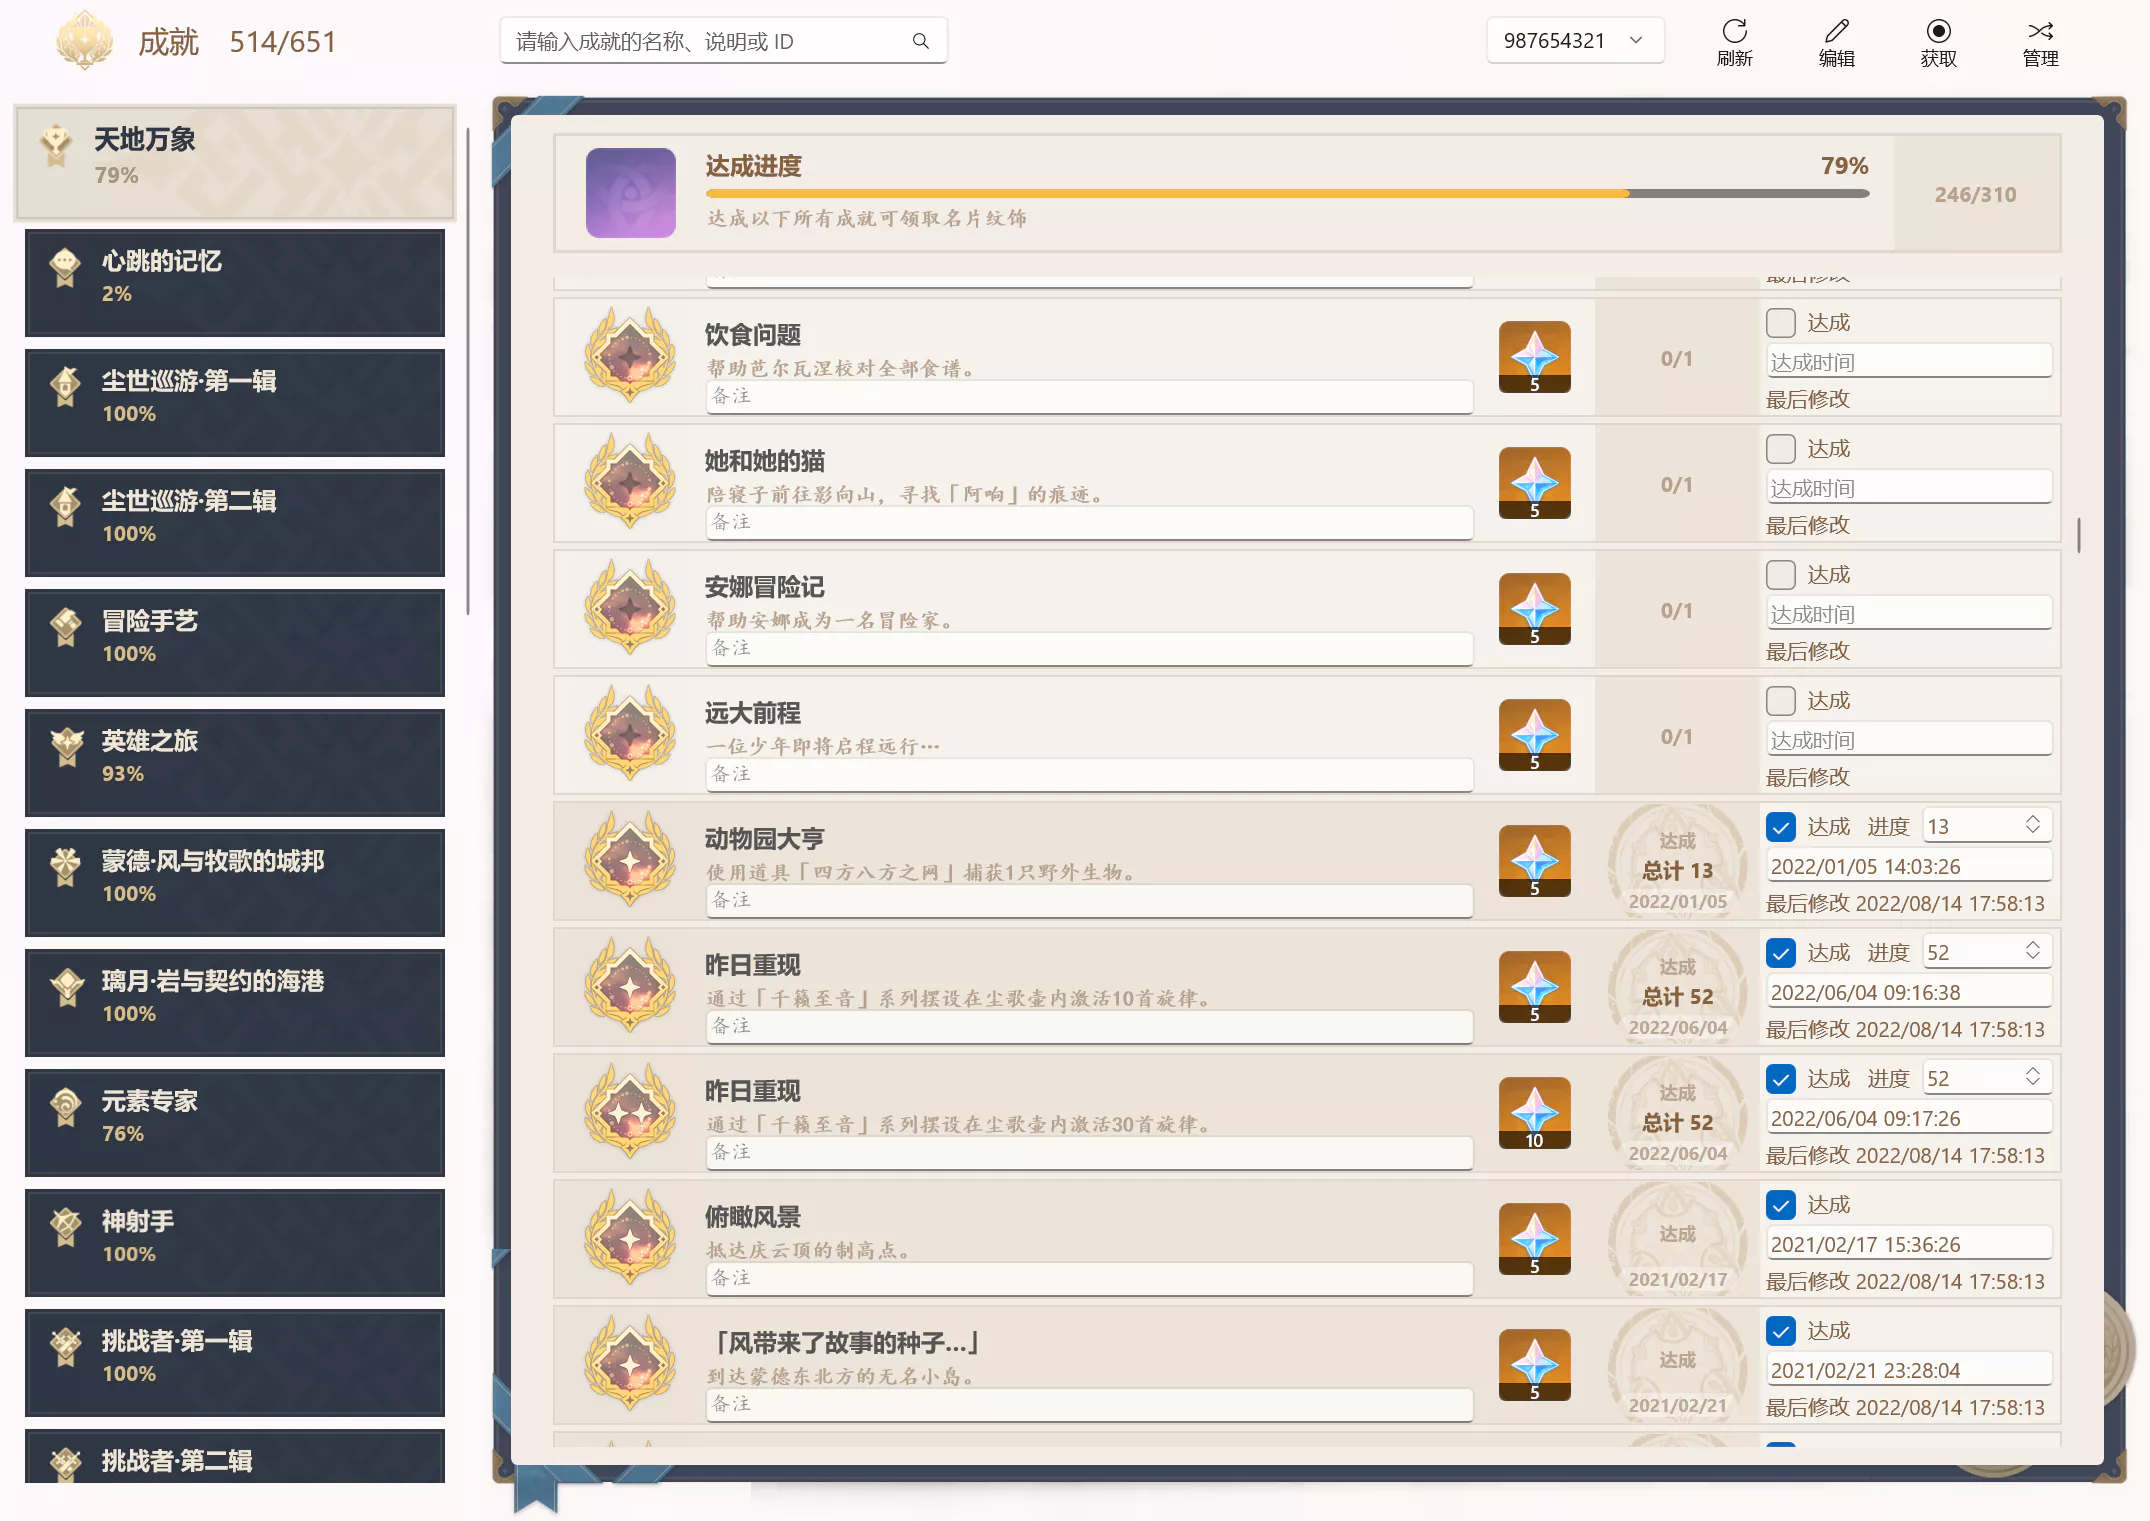 成就 514/651
请输入成就的名称、说明或 ID
987654321
刷新
编辑
获取
管理
天地万象
79%
心跳的记忆
2%
尘世巡游·第一辑
100%
尘世巡游·第二辑
100%
冒险手艺
100%
英雄之旅
93%
蒙德·风与牧歌的城邦
100%
璃月·岩与契约的海港
100%
元素专家
76%
神射手
100%
挑战者·第一辑
100%
挑战者·第二辑
达成进度
79%
246/310
达成以下所有成就可领取名片纹饰
最后修改
饮食问题
帮助芭尔瓦涅校对全部食谱。
备注
5
0/1
达成
达成时间
最后修改
她和她的猫
陪寝子前往影向山，寻找「阿响」的痕迹。
备注
5
0/1
达成
达成时间
最后修改
安娜冒险记
帮助安娜成为一名冒险家。
备注
5
0/1
达成
达成时间
最后修改
远大前程
一位少年即将启程远行…
备注
5
0/1
达成
达成时间
最后修改
动物园大亨
使用道具「四方八方之网」捕获1只野外生物。
备注
5
达成
总计 13
2022/01/05
达成 进度 13
2022/01/05 14:03:26
最后修改 2022/08/14 17:58:13
昨日重现
通过「千籁至音」系列摆设在尘歌壶内激活10首旋律。
备注
5
达成
总计 52
2022/06/04
达成 进度 52
2022/06/04 09:16:38
最后修改 2022/08/14 17:58:13
昨日重现
通过「千籁至音」系列摆设在尘歌壶内激活30首旋律。
备注
10
达成
总计 52
2022/06/04
达成 进度 52
2022/06/04 09:17:26
最后修改 2022/08/14 17:58:13
俯瞰风景
抵达庆云顶的制高点。
备注
5
达成
2021/02/17
达成
2021/02/17 15:36:26
最后修改 2022/08/14 17:58:13
「风带来了故事的种子…」
到达蒙德东北方的无名小岛。
备注
5
达成
2021/02/21
达成
2021/02/21 23:28:04
最后修改 2022/08/14 17:58:13